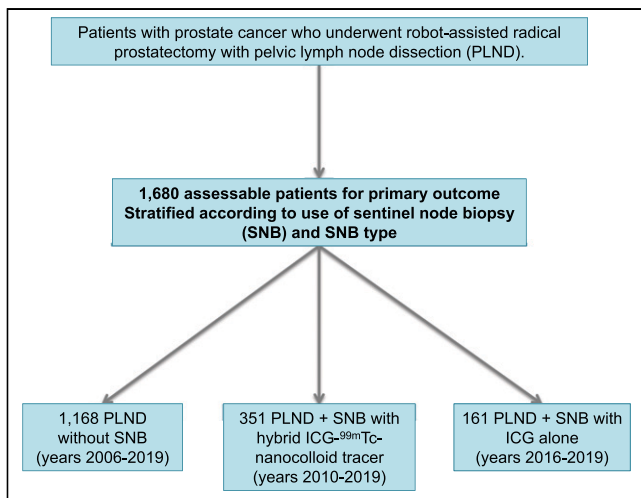 Patients with prostate cancer who underwent robot-assisted radical
prostatectomy with pelvic lymph node dissection (PLND).
1,680 assessable patients for primary outcome
Stratified according to use of sentinel node biopsy
(SNB) and SNB type
1,168 PLND
without SNB
(years 2006-2019)
351 PLND + SNB with
hybrid ICG-⁹⁹ᵐTc-
nanocolloid tracer
(years 2010-2019)
161 PLND + SNB with
ICG alone
(years 2016-2019)